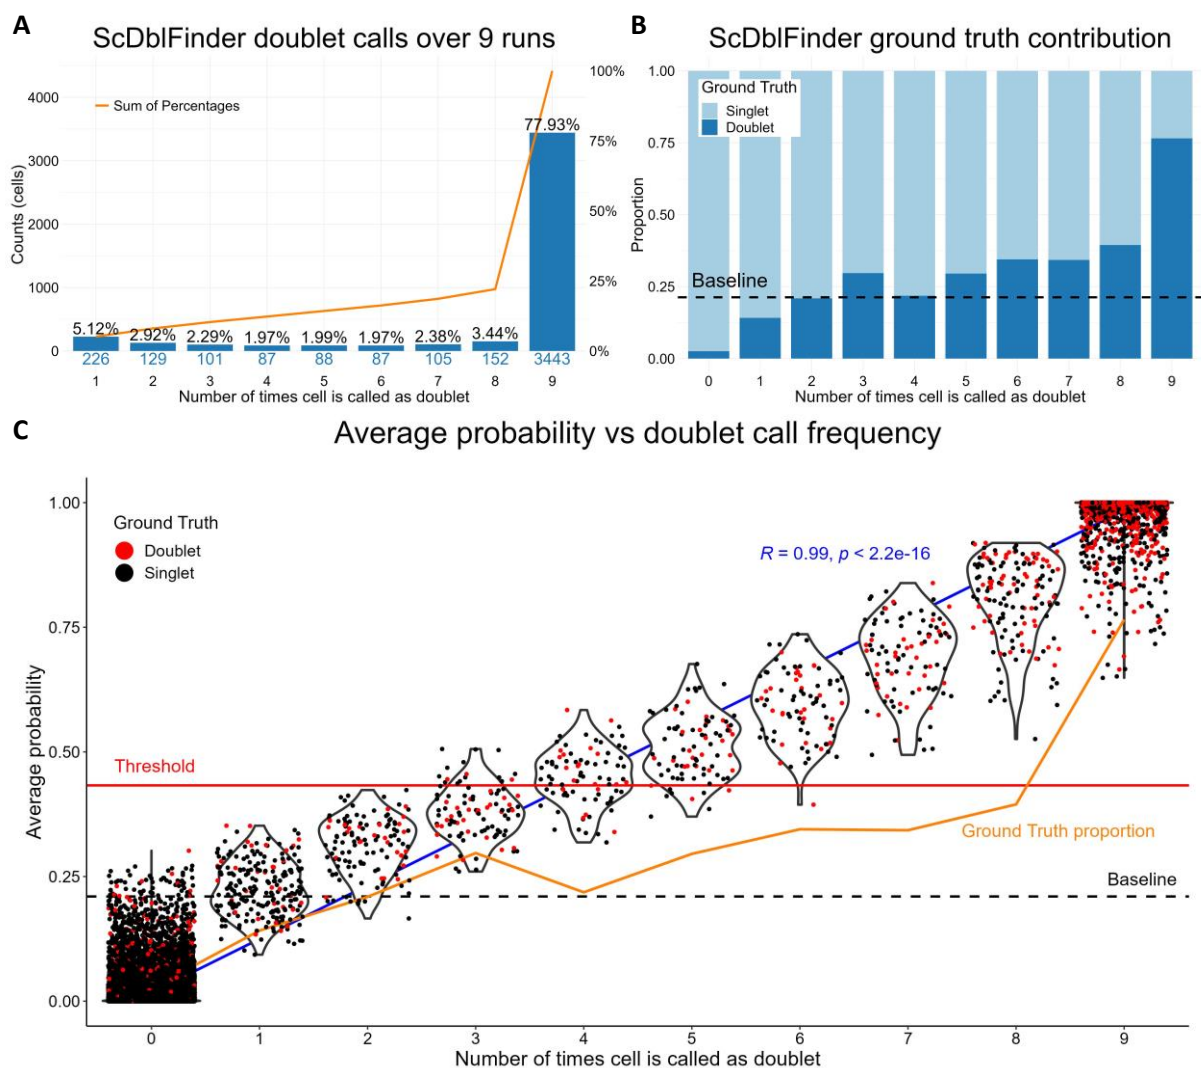 A
ScDblFinder doublet calls over 9 runs
4000
3000
2000
1000
0
Counts (cells)
Sum of Percentages
100%
75%
50%
25%
0%
5.12%
2.92%
2.29%
1.97%
1.99%
1.97%
2.38%
3.44%
77.93%
226
129
101
87
88
87
105
152
3443
1 2 3 4 5 6 7 8 9
Number of times cell is called as doublet
B
ScDblFinder ground truth contribution
1.00
0.75
0.50
0.25
0.00
Proportion
Ground Truth
Singlet
Doublet
Baseline
0 1 2 3 4 5 6 7 8 9
Number of times cell is called as doublet
C
Average probability vs doublet call frequency
1.00
0.75
0.50
0.25
0.00
Average probability
Ground Truth
Doublet
Singlet
R = 0.99, p < 2.2e-16
Threshold
Ground Truth proportion
Baseline
0 1 2 3 4 5 6 7 8 9
Number of times cell is called as doublet